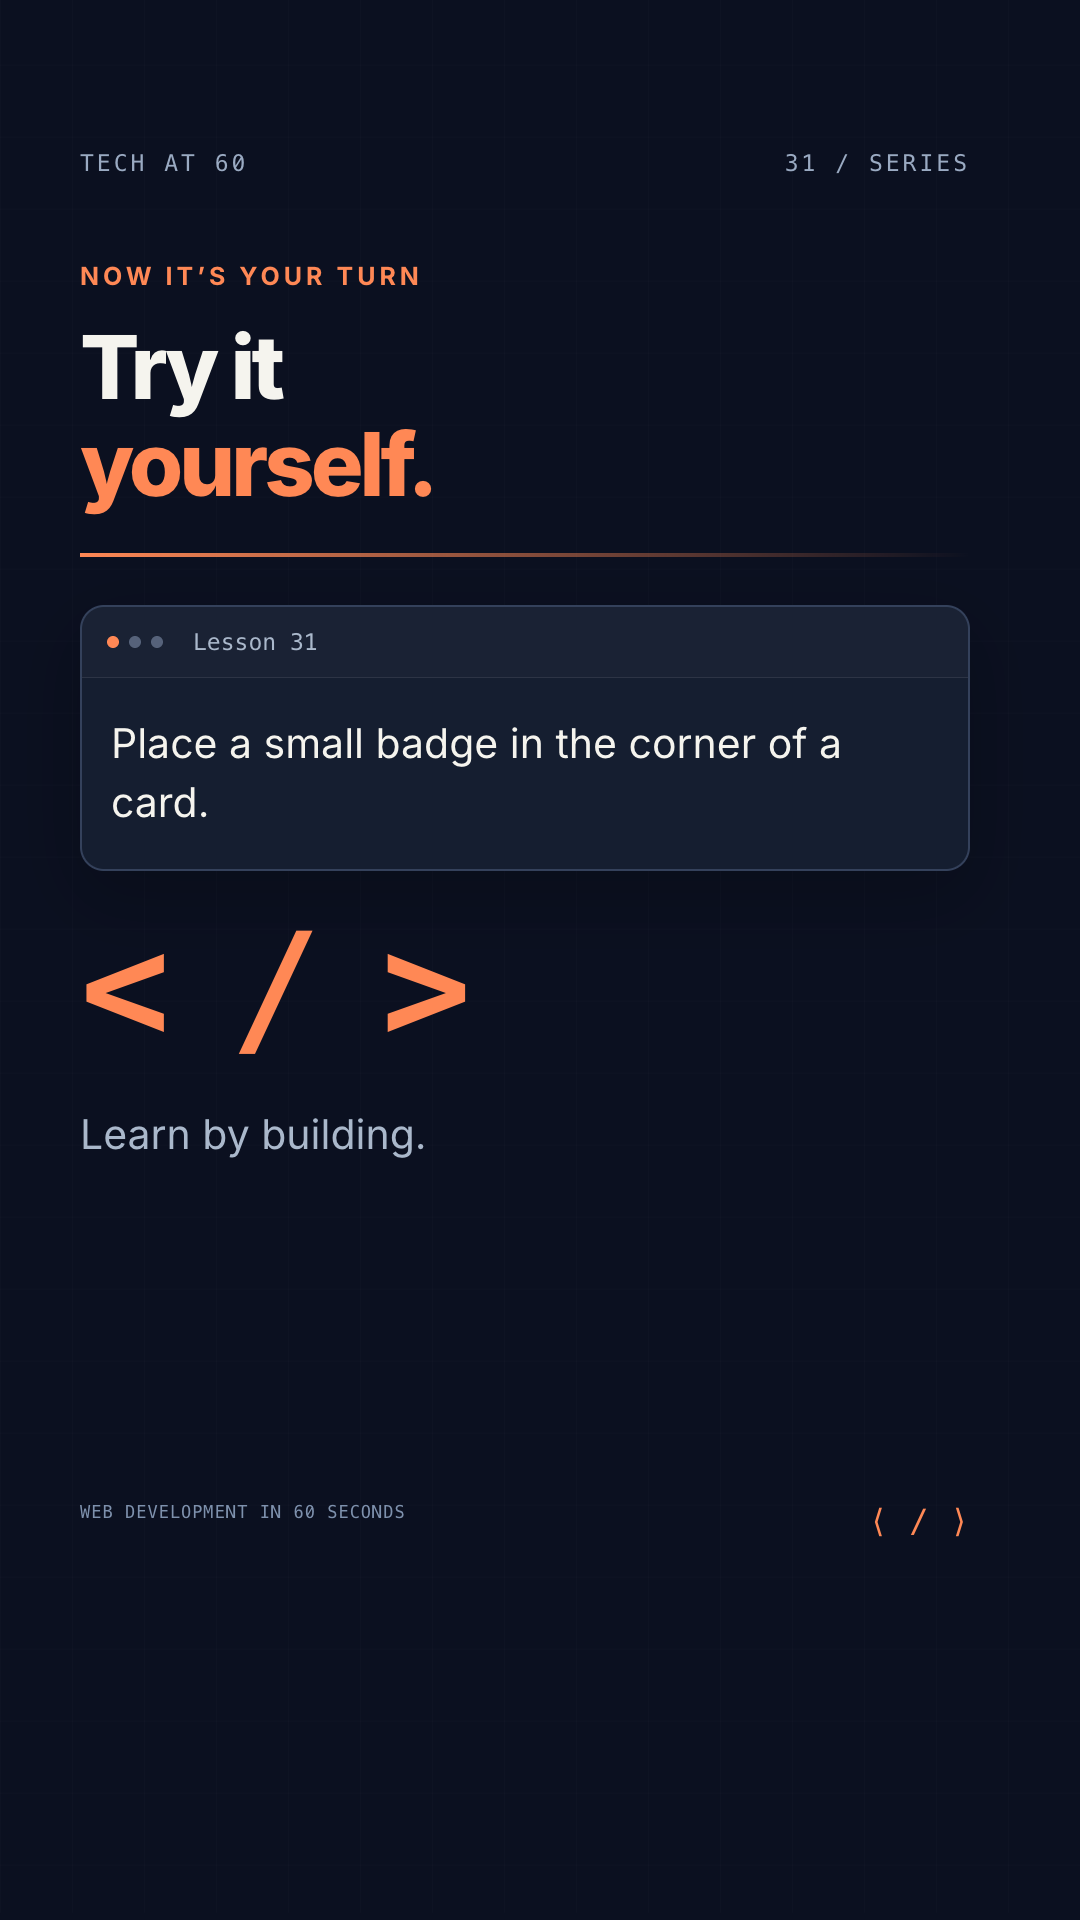 TECH AT 60
31 / SERIES
NOW IT’S YOUR TURN
Try it
yourself.
Lesson 31
Place a small badge in the corner of a
card.
< / >
Learn by building.
WEB DEVELOPMENT IN 60 SECONDS
⟨ / ⟩